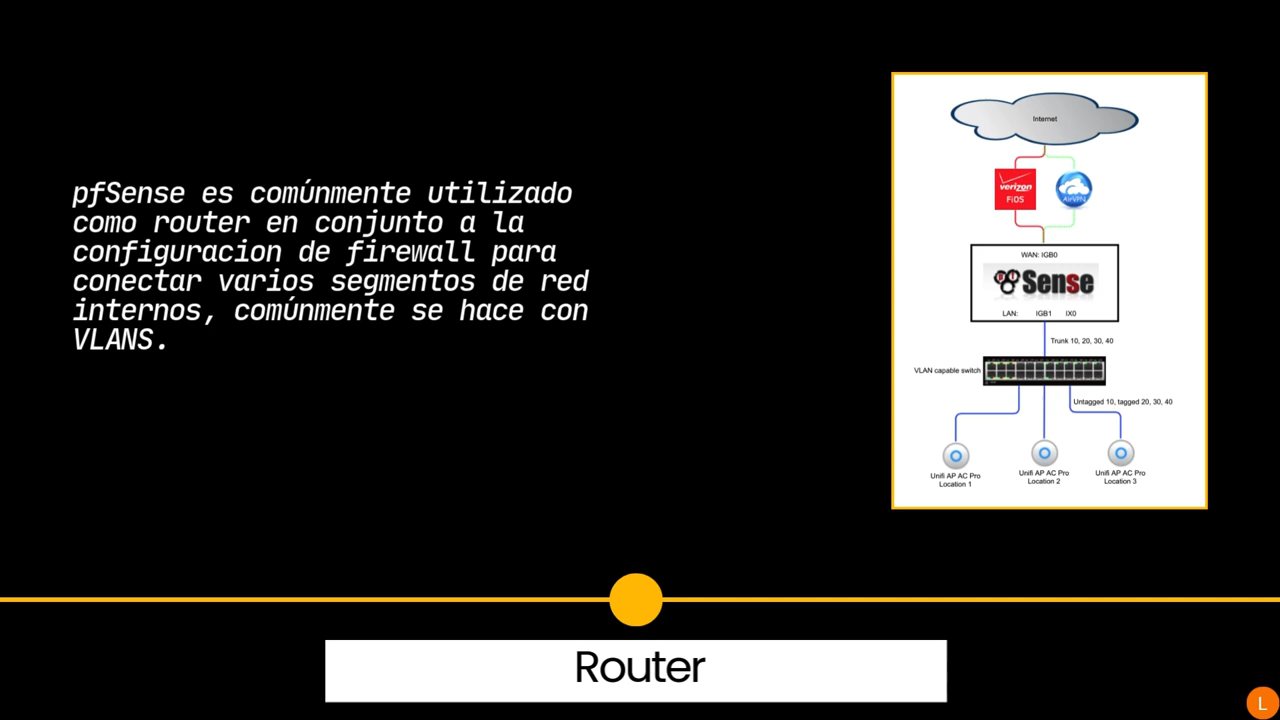 pfSense es comúnmente utilizado
como router en conjunto a la
configuracion de firewall para
conectar varios segmentos de red
internos, comúnmente se hace con
VLANS.
Internet
verizon
FiOS
AirVPN
WAN: IGB0
Sense
LAN: IGB1 IX0
Trunk 10, 20, 30, 40
VLAN capable switch
Untagged 10, tagged 20, 30, 40
Unifi AP AC Pro
Location 1
Unifi AP AC Pro
Location 2
Unifi AP AC Pro
Location 3
Router
L